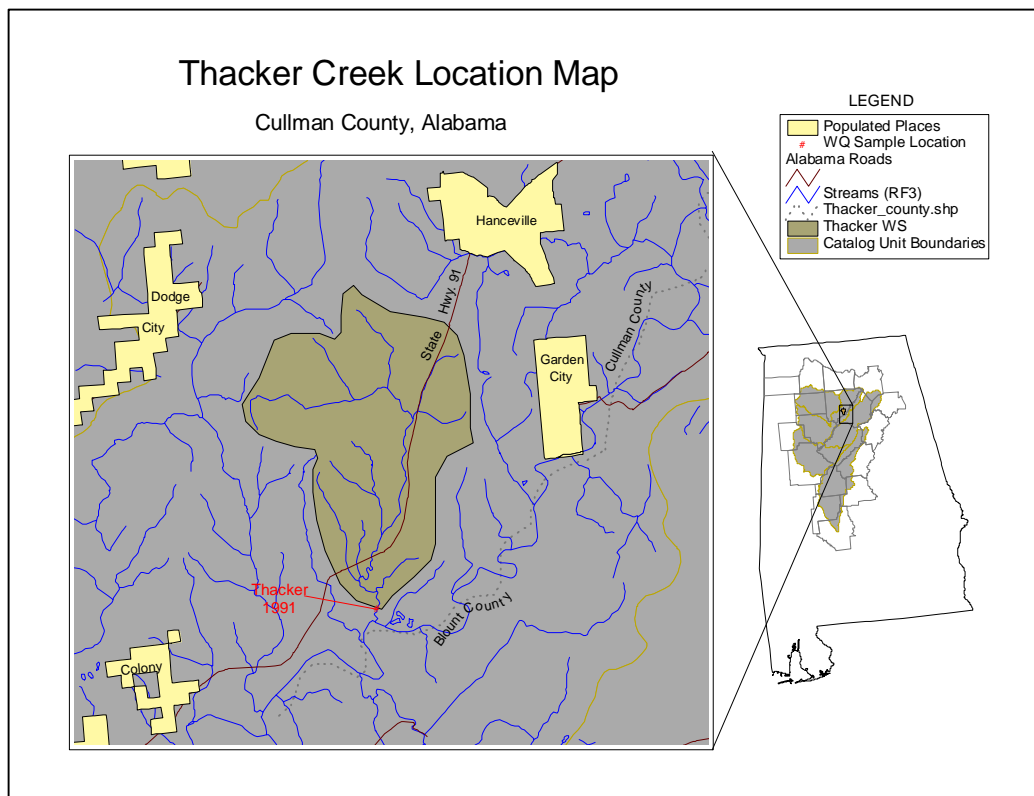 Thacker Creek Location Map
Cullman County, Alabama
LEGEND
Populated Places
# WQ Sample Location
Alabama Roads
Streams (RF3)
Thacker_county.shp
Thacker WS
Catalog Unit Boundaries
Hanceville
Dodge
City
State Hwy. 91
Garden
City
Cullman County
Blount County
Thacker
1991
Colony